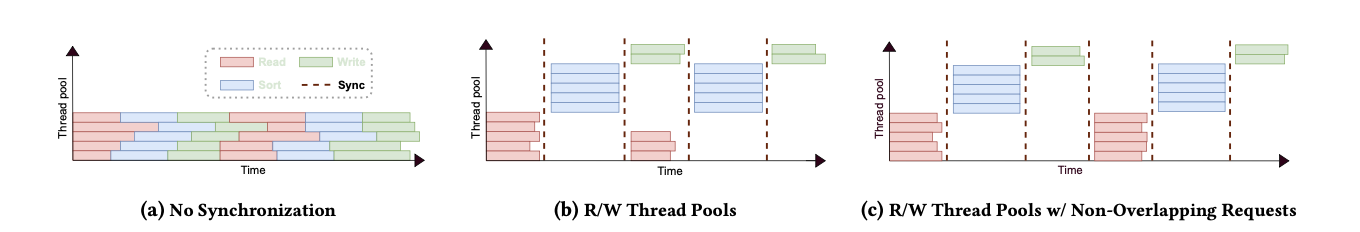 Read
Write
Sort
Sync
Thread pool
Time
Thread pool
Time
Thread pool
Time
(a) No Synchronization
(b) R/W Thread Pools
(c) R/W Thread Pools w/ Non-Overlapping Requests